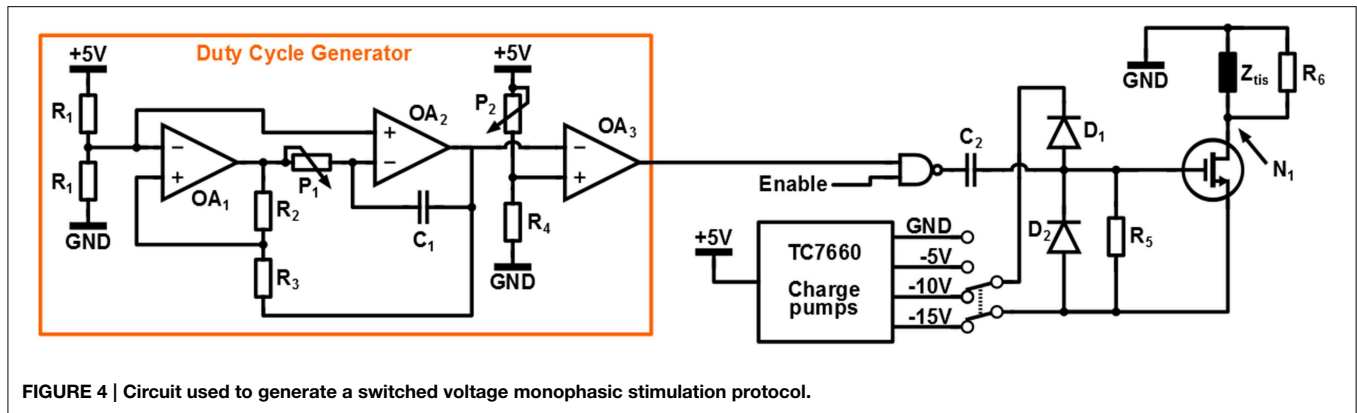 Duty Cycle Generator
+5V
R1
R1
GND
OA1
P1
R2
R3
OA2
C1
+5V
P2
R4
GND
OA3
Enable
C2
+5V
TC7660
Charge
pumps
GND
-5V
-10V
-15V
D1
D2
R5
GND
Ztis
R6
N1
FIGURE 4 | Circuit used to generate a switched voltage monophasic stimulation protocol.